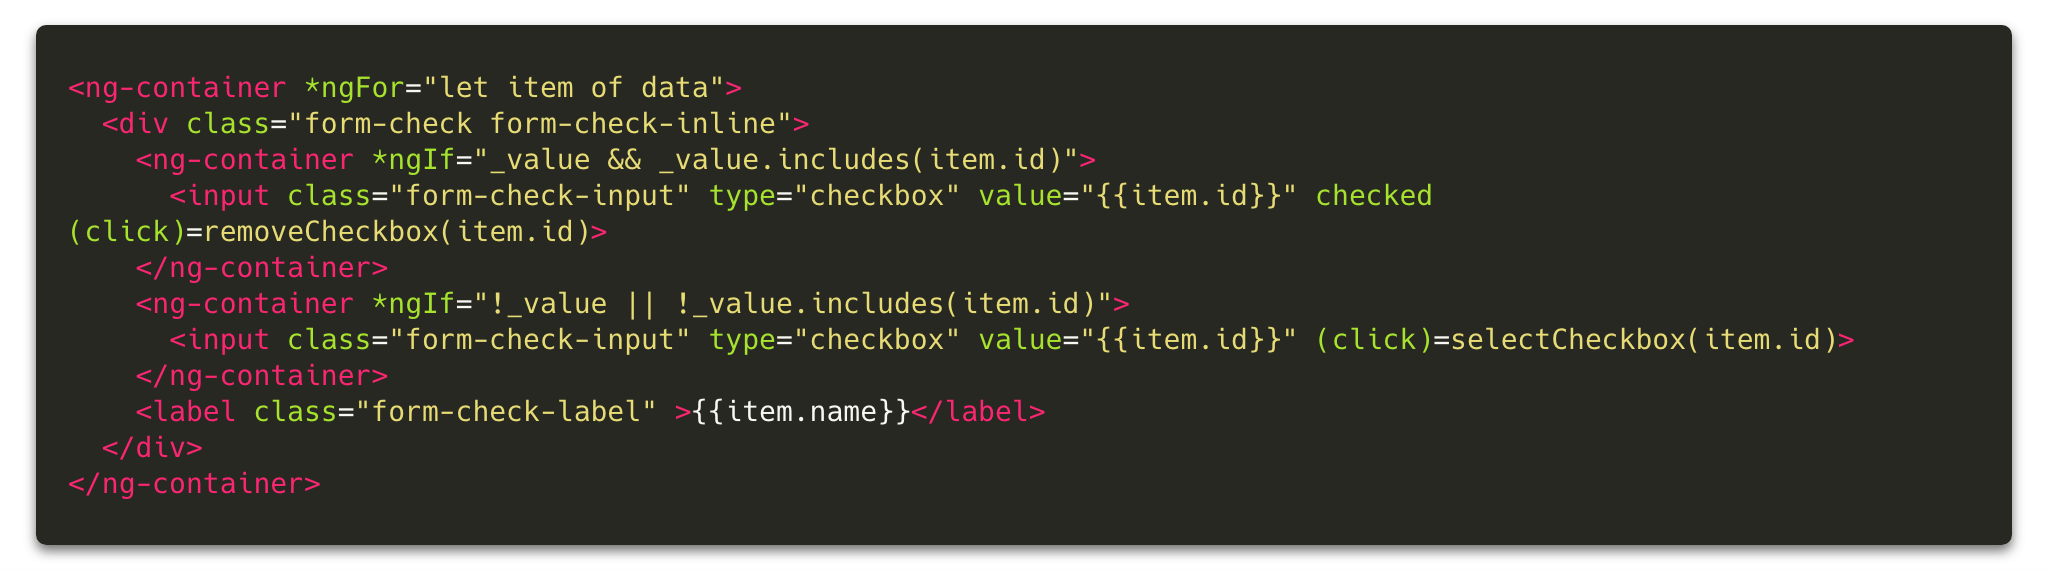 <ng-container *ngFor="let item of data">
  <div class="form-check form-check-inline">
    <ng-container *ngIf="_value && _value.includes(item.id)">
      <input class="form-check-input" type="checkbox" value="{{item.id}}" checked
(click)=removeCheckbox(item.id)>
    </ng-container>
    <ng-container *ngIf="!_value || !_value.includes(item.id)">
      <input class="form-check-input" type="checkbox" value="{{item.id}}" (click)=selectCheckbox(item.id)>
    </ng-container>
    <label class="form-check-label" >{{item.name}}</label>
  </div>
</ng-container>